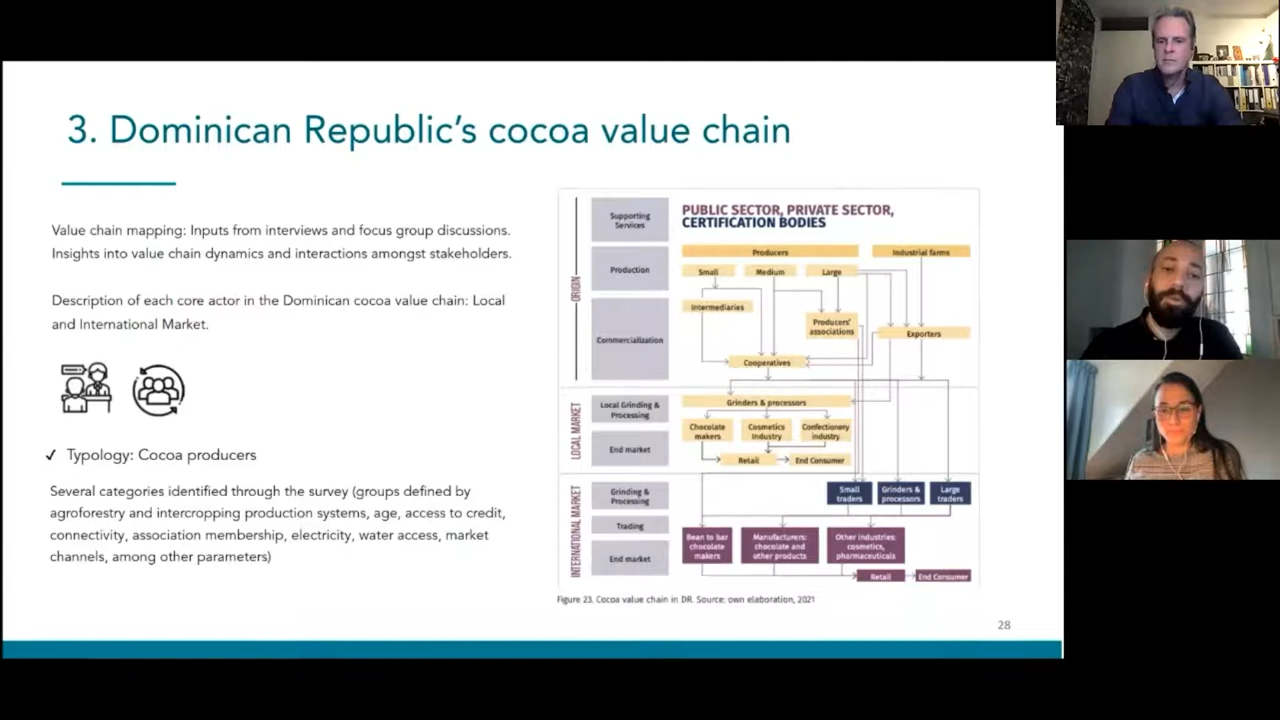 3. Dominican Republic's cocoa value chain
Value chain mapping: Inputs from interviews and focus group discussions.
Insights into value chain dynamics and interactions amongst stakeholders.
Description of each core actor in the Dominican cocoa value chain: Local
and International Market.
✓ Typology: Cocoa producers
Several categories identified through the survey (groups defined by
agroforestry and intercropping production systems, age, access to credit,
connectivity, association membership, electricity, water access, market
channels, among other parameters)
ORIGIN
Supporting
Services
PUBLIC SECTOR, PRIVATE SECTOR,
CERTIFICATION BODIES
Production
Producers
Industrial farms
Small
Medium
Large
Commercialization
Intermediaries
Producers'
associations
Exporters
Cooperatives
LOCAL MARKET
Local Grinding &
Processing
Grinders & processors
Chocolate
makers
Cosmetics
Industry
Confectionery
industry
End market
Retail
End Consumer
INTERNATIONAL MARKET
Grinding &
Processing
Small
traders
Grinders &
processors
Large
traders
Trading
End market
Bean to bar
chocolate
makers
Manufacturers:
chocolate and
other products
Other industries:
cosmetics,
pharmaceuticals
Retail
End Consumer
Figure 23. Cocoa value chain in DR. Source: own elaboration, 2021
28